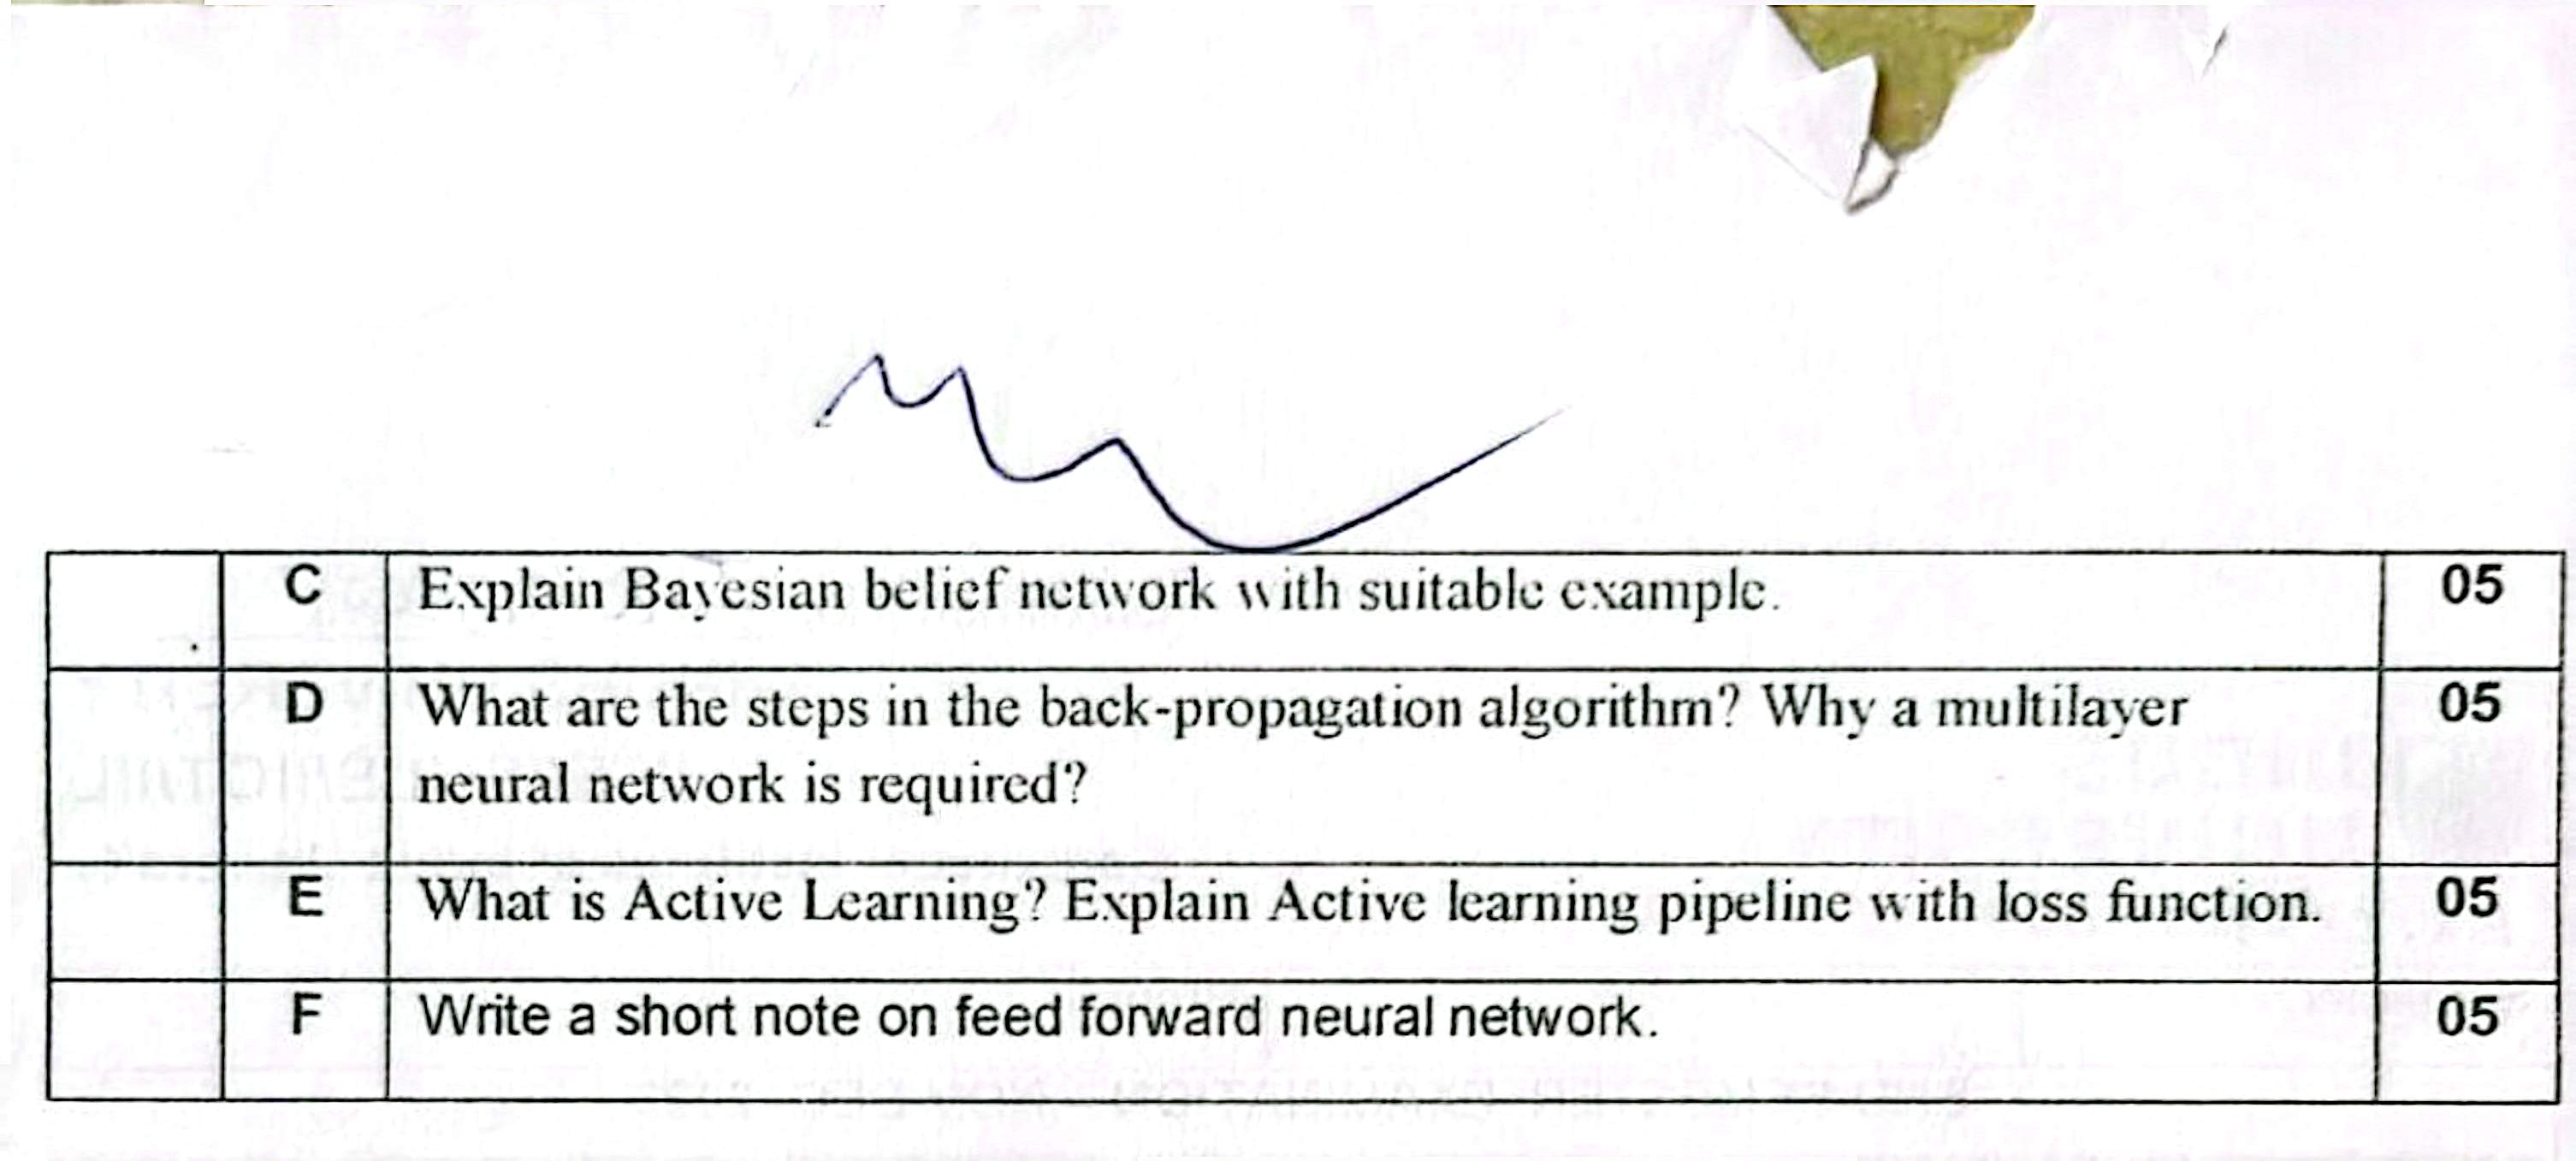 C Explain Bayesian belief network with suitable example. 05
D What are the steps in the back-propagation algorithm? Why a multilayer 05
neural network is required?
E What is Active Learning? Explain Active learning pipeline with loss function. 05
F Write a short note on feed forward neural network. 05